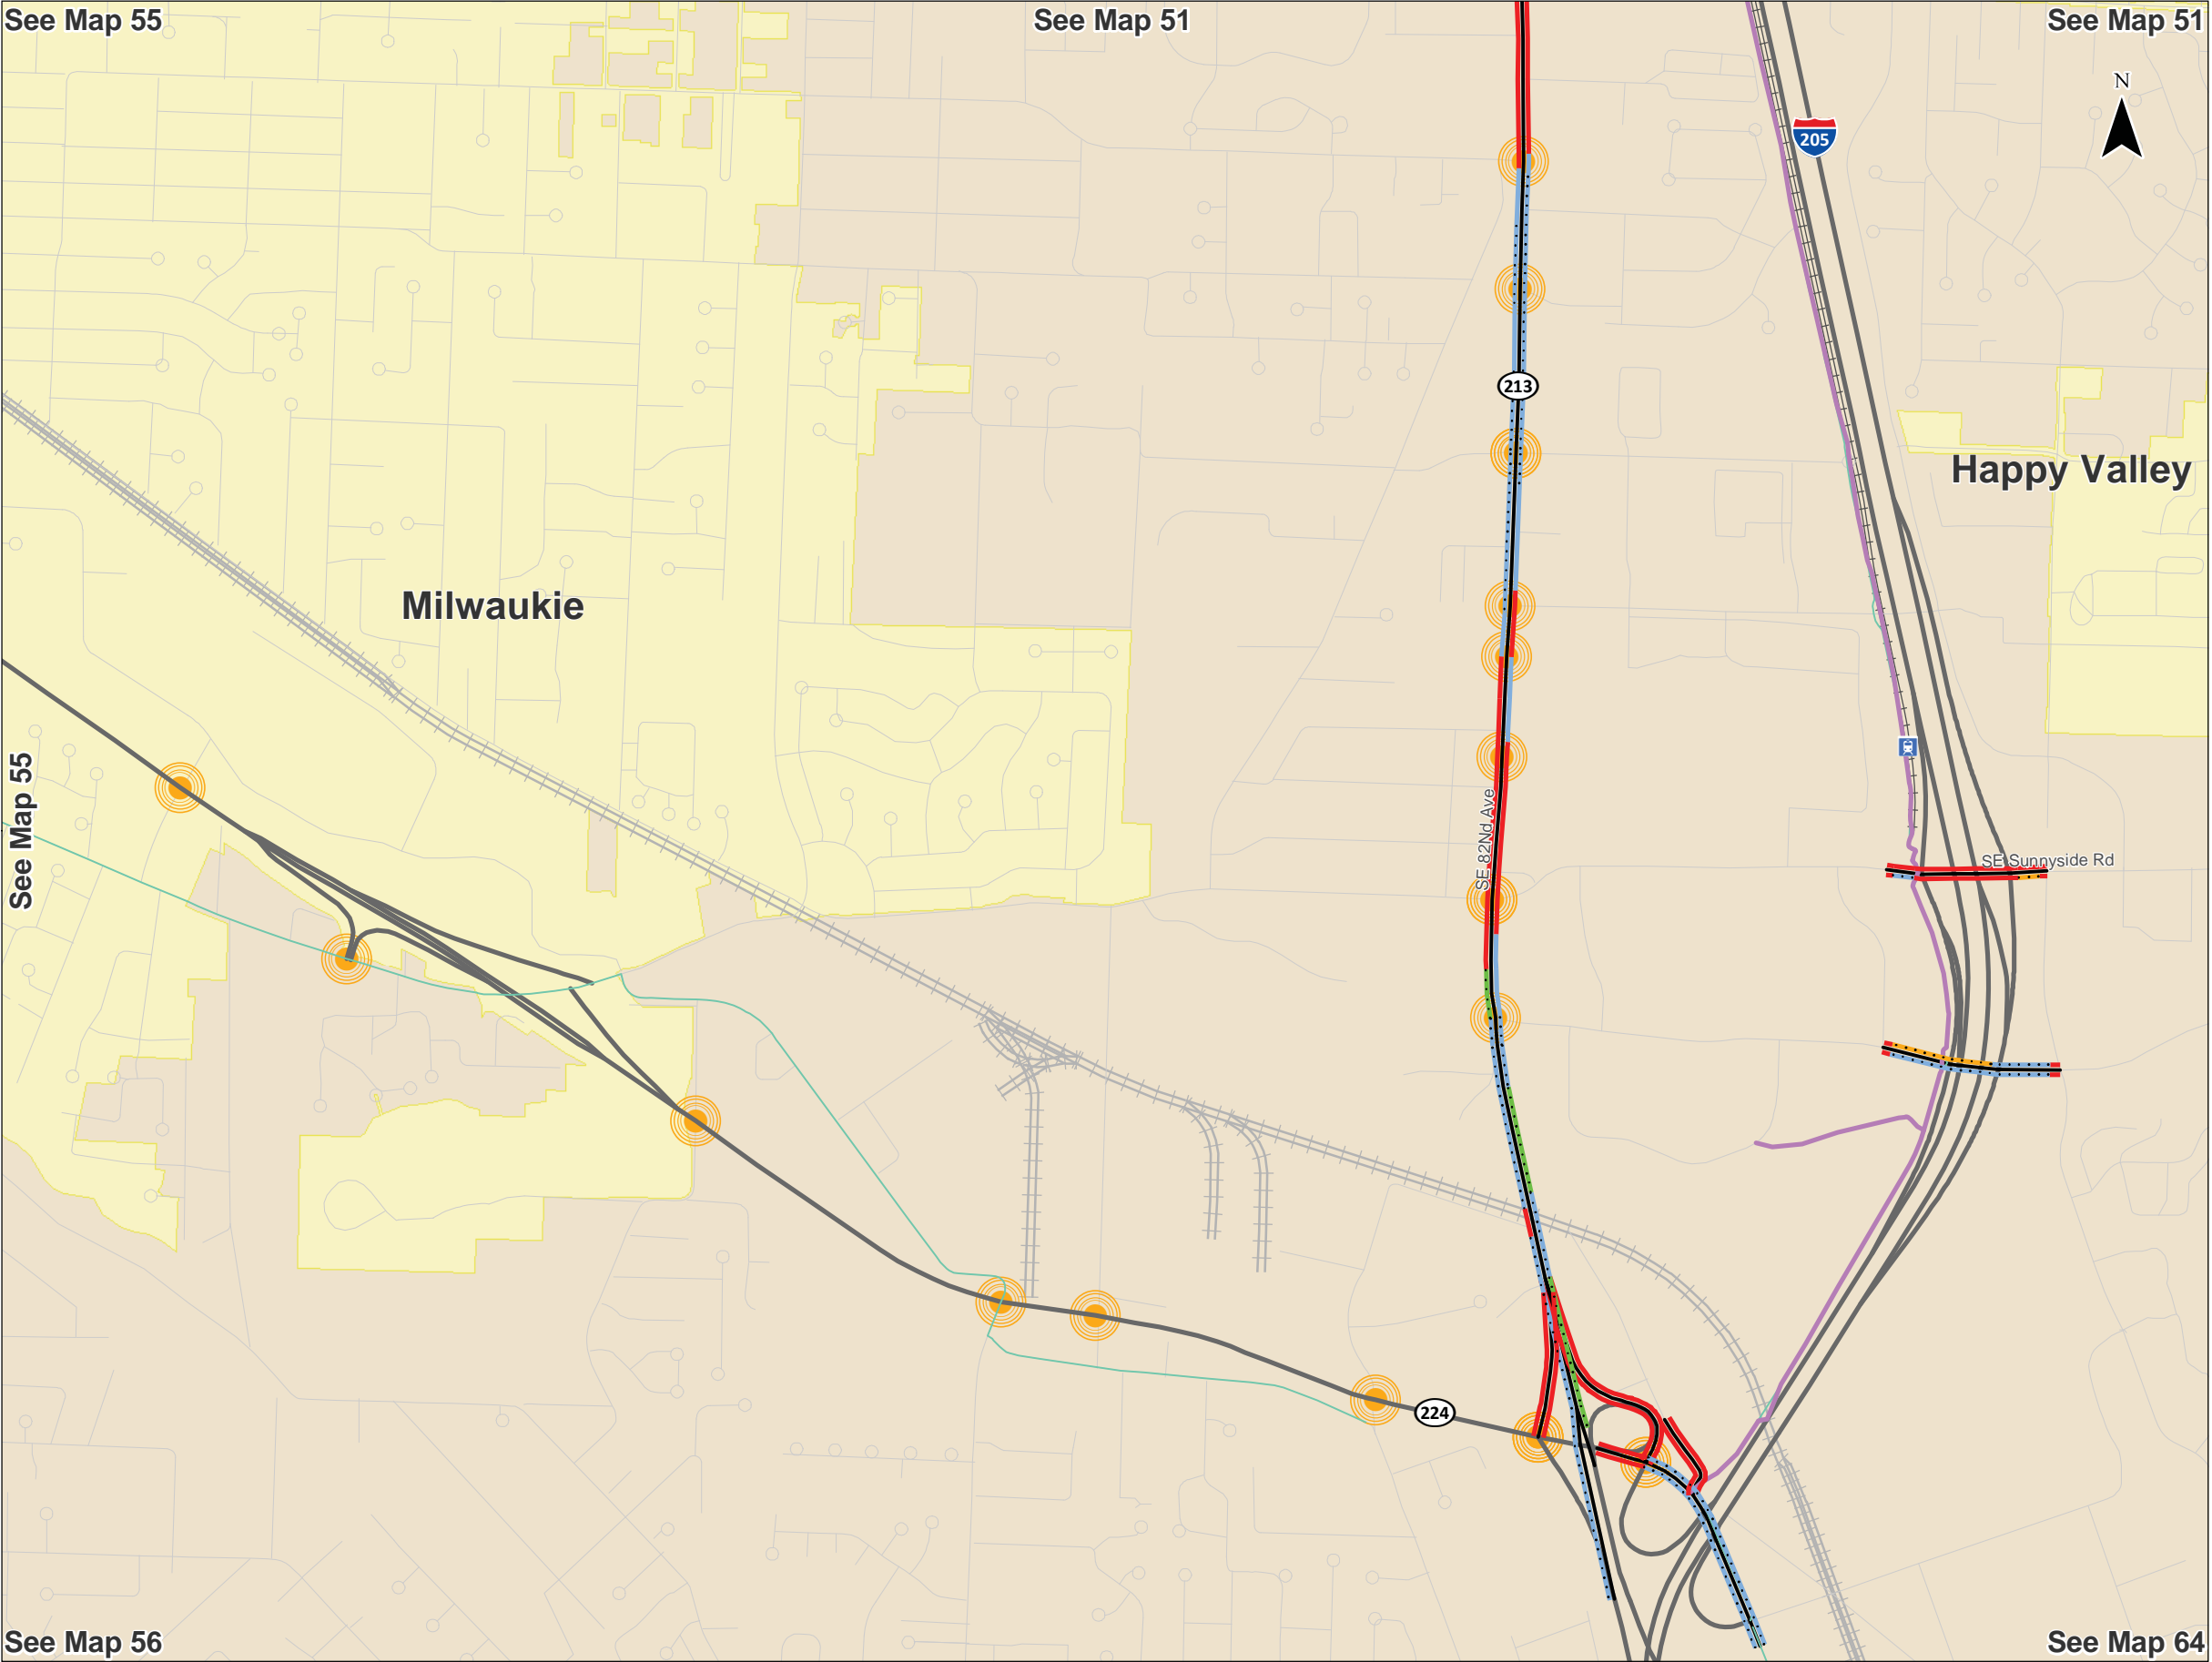 See Map 55
See Map 51
See Map 51
N
205
213
Happy Valley
Milwaukie
See Map 55
SE 82Nd Ave
SE Sunnyside Rd
224
See Map 56
See Map 64